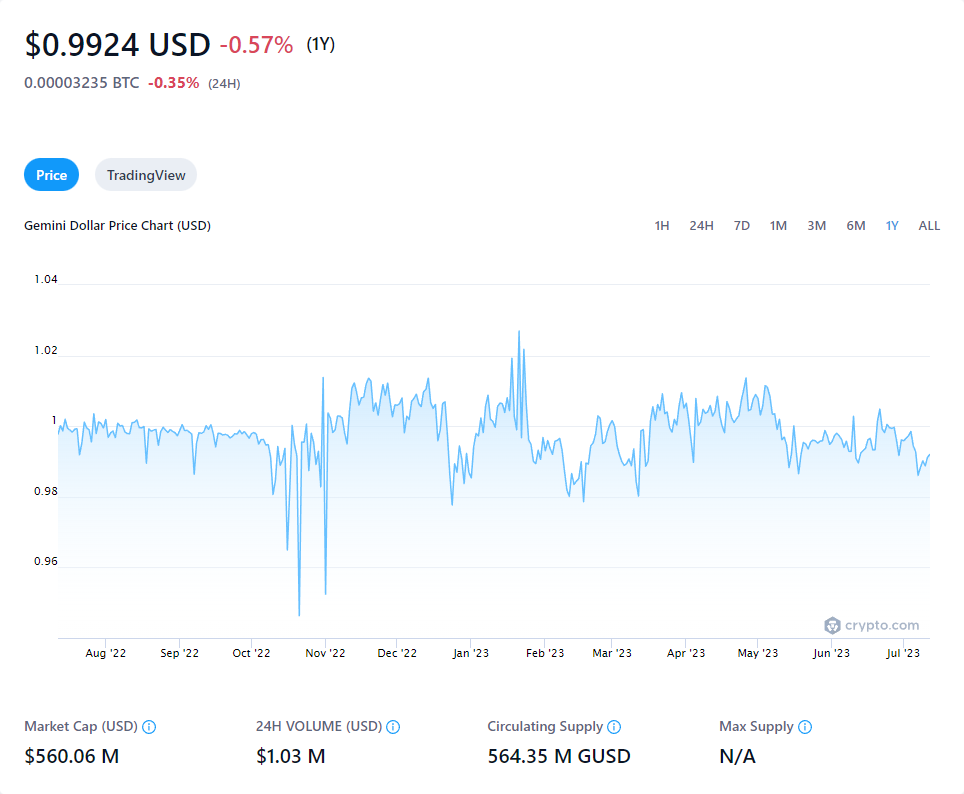 $0.9924 USD -0.57% (1Y)
0.00003235 BTC -0.35% (24H)
Price TradingView
Gemini Dollar Price Chart (USD) 1H 24H 7D 1M 3M 6M 1Y ALL
1.04
1.02
1
0.98
0.96
crypto.com
Aug '22 Sep '22 Oct '22 Nov '22 Dec '22 Jan '23 Feb '23 Mar '23 Apr '23 May '23 Jun '23 Jul '23
Market Cap (USD) 24H VOLUME (USD) Circulating Supply Max Supply
$560.06 M $1.03 M 564.35 M GUSD N/A